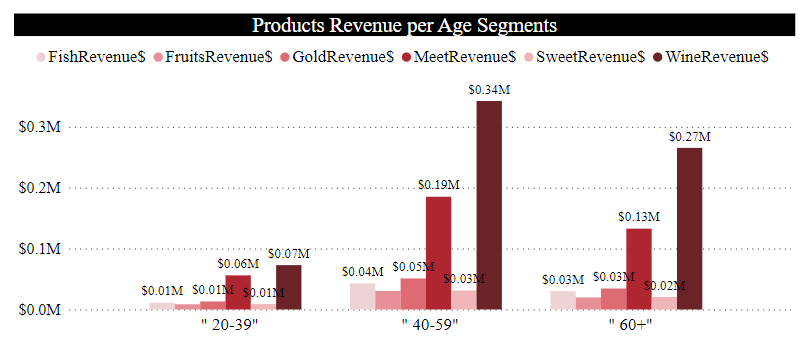 Products Revenue per Age Segments
FishRevenue$ FruitsRevenue$ GoldRevenue$ MeetRevenue$ SweetRevenue$ WineRevenue$
$0.34M
$0.3M
$0.27M
$0.2M
$0.19M
$0.13M
$0.1M
$0.06M $0.07M
$0.01M $0.01M $0.01M
$0.04M $0.05M $0.03M
$0.03M $0.03M $0.02M
$0.0M
" 20-39" " 40-59" " 60+"